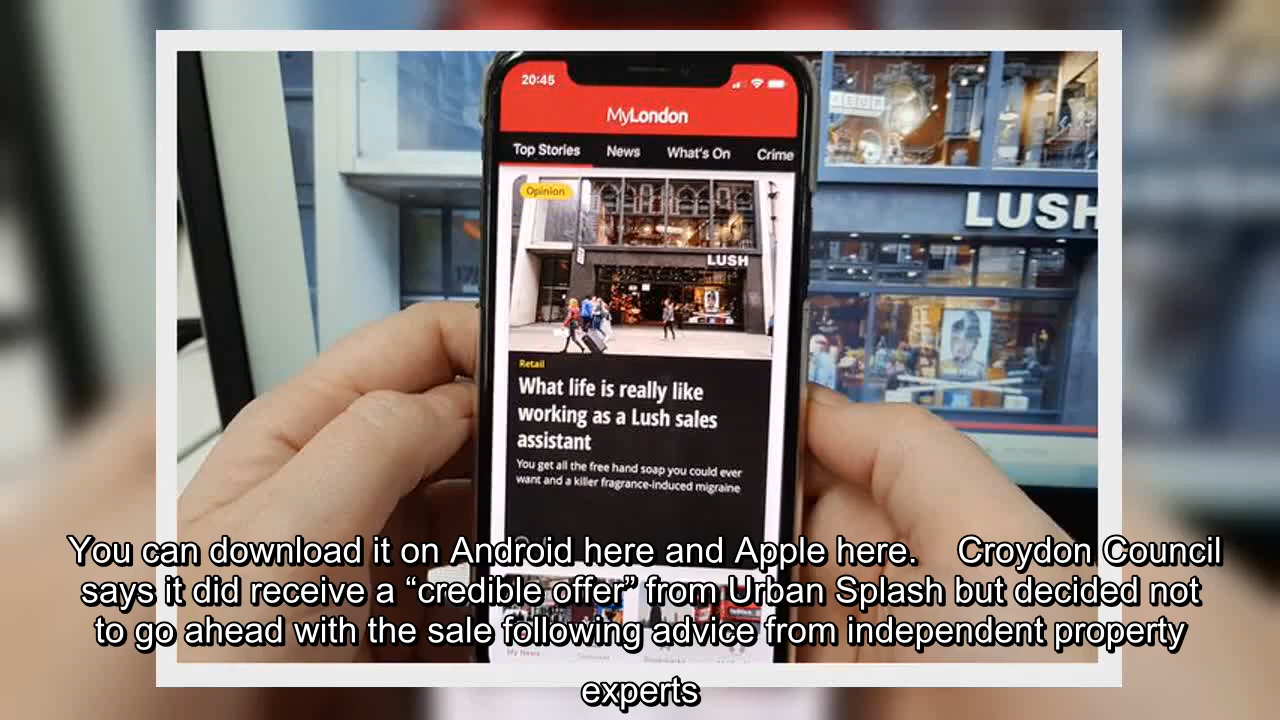 20:45
MyLondon
Top Stories News What's On Crime
Opinion
LUSH
LUSH
Retail
What life is really like
working as a Lush sales
assistant
You get all the free hand soap you could ever
want and a killer fragrance-induced migraine
You can download it on Android here and Apple here. Croydon Council
says it did receive a “credible offer” from Urban Splash but decided not
to go ahead with the sale following advice from independent property
experts
My News